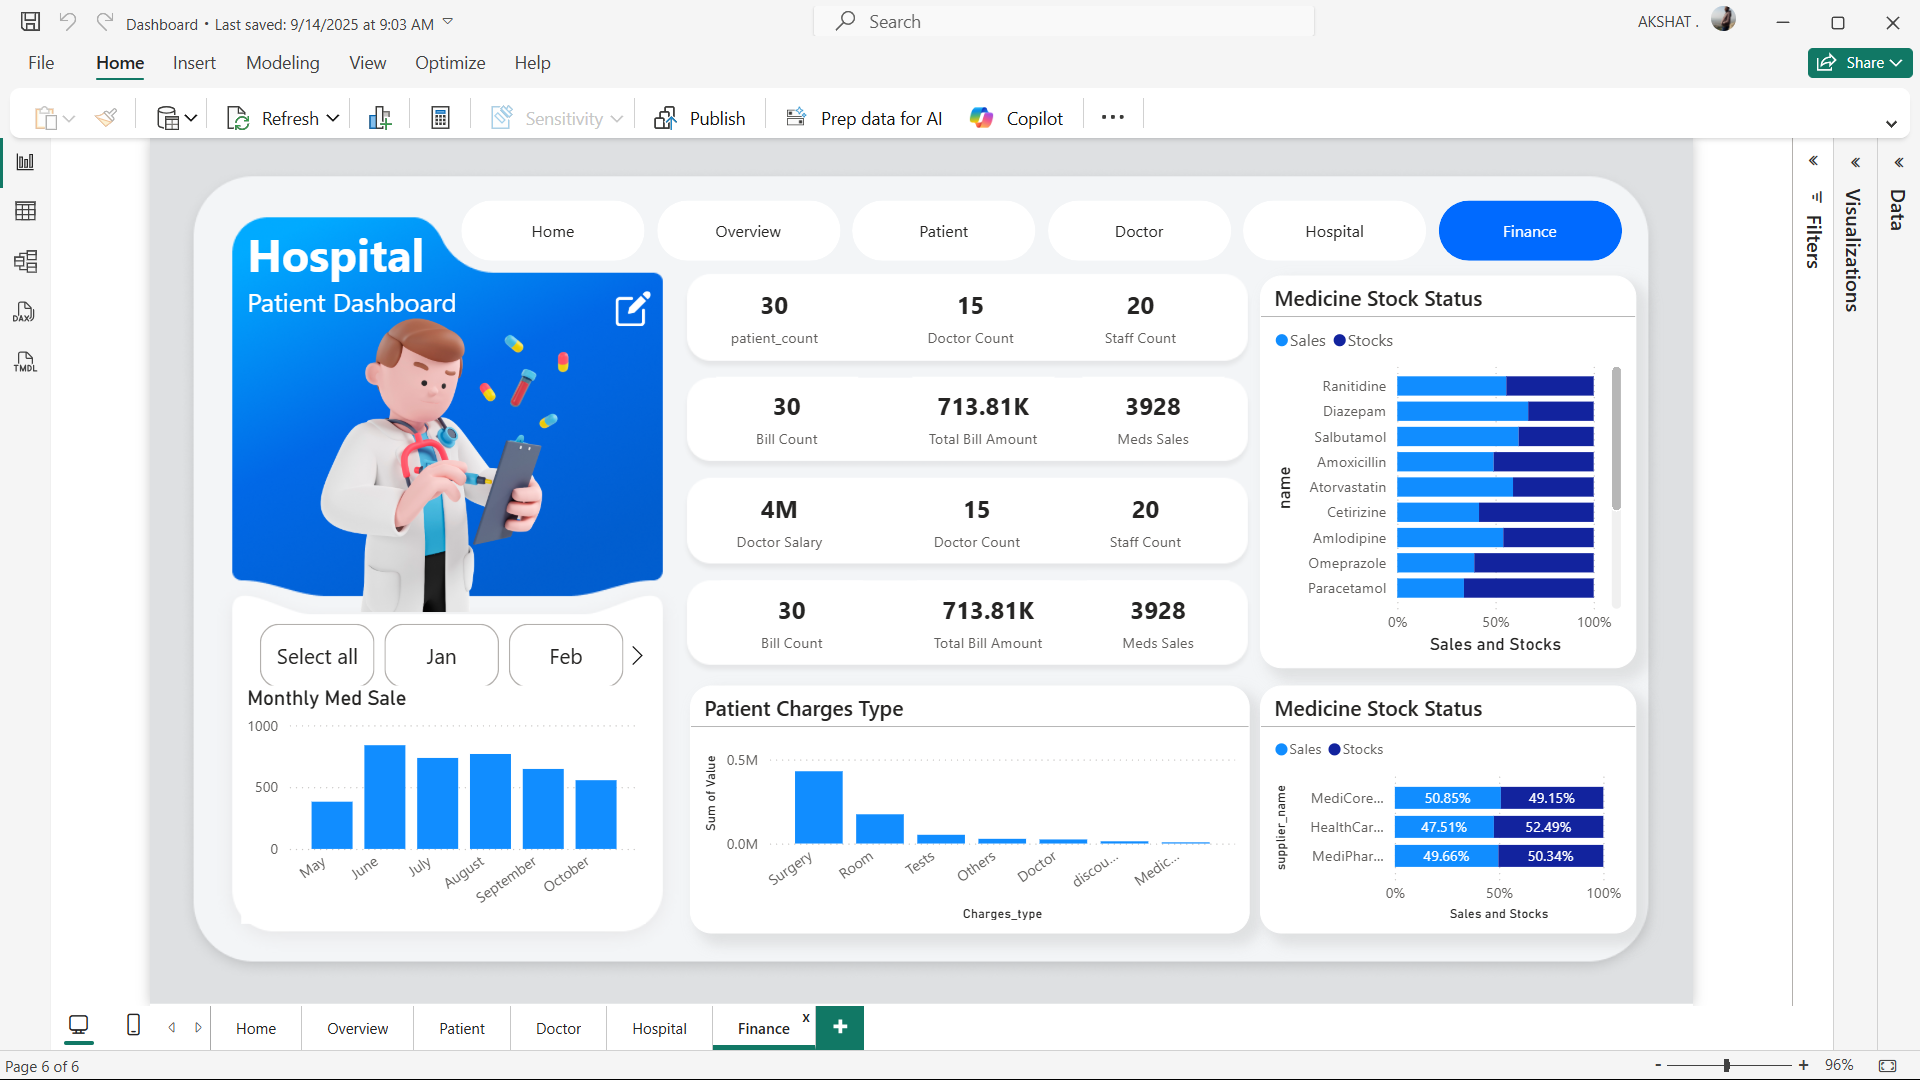 Dashboard • Last saved: 9/14/2025 at 9:03 AM
Search
AKSHAT .
File
Home
Insert
Modeling
View
Optimize
Help
Share
Refresh
Sensitivity
Publish
Prep data for AI
Copilot
DAX
TMDL
Filters
Visualizations
Data
Hospital
Patient Dashboard
Home
Overview
Patient
Doctor
Hospital
Finance
30
patient_count
15
Doctor Count
20
Staff Count
30
Bill Count
713.81K
Total Bill Amount
3928
Meds Sales
4M
Doctor Salary
15
Doctor Count
20
Staff Count
30
Bill Count
713.81K
Total Bill Amount
3928
Meds Sales
Medicine Stock Status
Sales Stocks
name
Ranitidine
Diazepam
Salbutamol
Amoxicillin
Atorvastatin
Cetirizine
Amlodipine
Omeprazole
Paracetamol
0% 50% 100%
Sales and Stocks
Select all
Jan
Feb
Monthly Med Sale
1000
500
0
May
June
July
August
September
October
Patient Charges Type
Sum of Value
0.5M
0.0M
Surgery
Room
Tests
Others
Doctor
discou...
Medic...
Charges_type
Medicine Stock Status
Sales Stocks
supplier_name
MediCore... 50.85% 49.15%
HealthCar... 47.51% 52.49%
MediPhar... 49.66% 50.34%
0% 50% 100%
Sales and Stocks
Home
Overview
Patient
Doctor
Hospital
Finance
x
+
Page 6 of 6
- + 96%